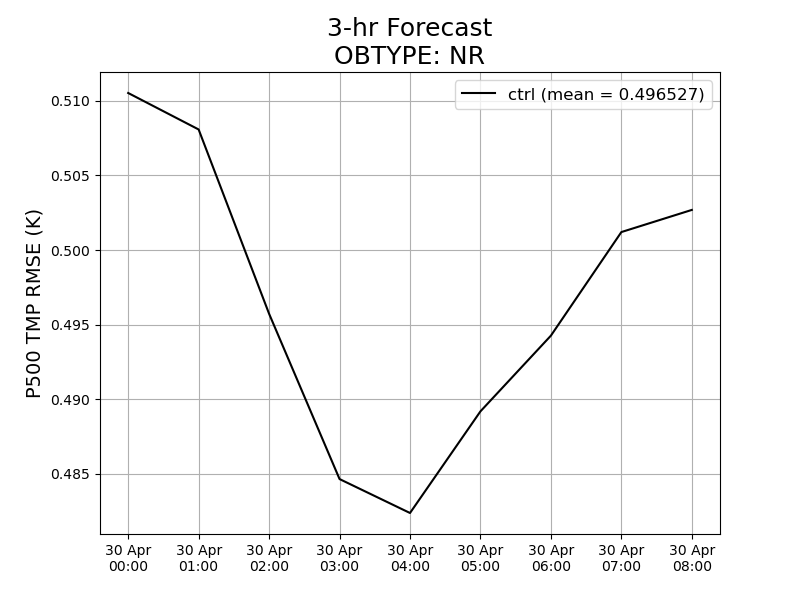 3-hr Forecast
OBTYPE: NR
ctrl (mean = 0.496527)
P500 TMP RMSE (K)
0.510
0.505
0.500
0.495
0.490
0.485
30 Apr 30 Apr 30 Apr 30 Apr 30 Apr 30 Apr 30 Apr 30 Apr 30 Apr
00:00 01:00 02:00 03:00 04:00 05:00 06:00 07:00 08:00